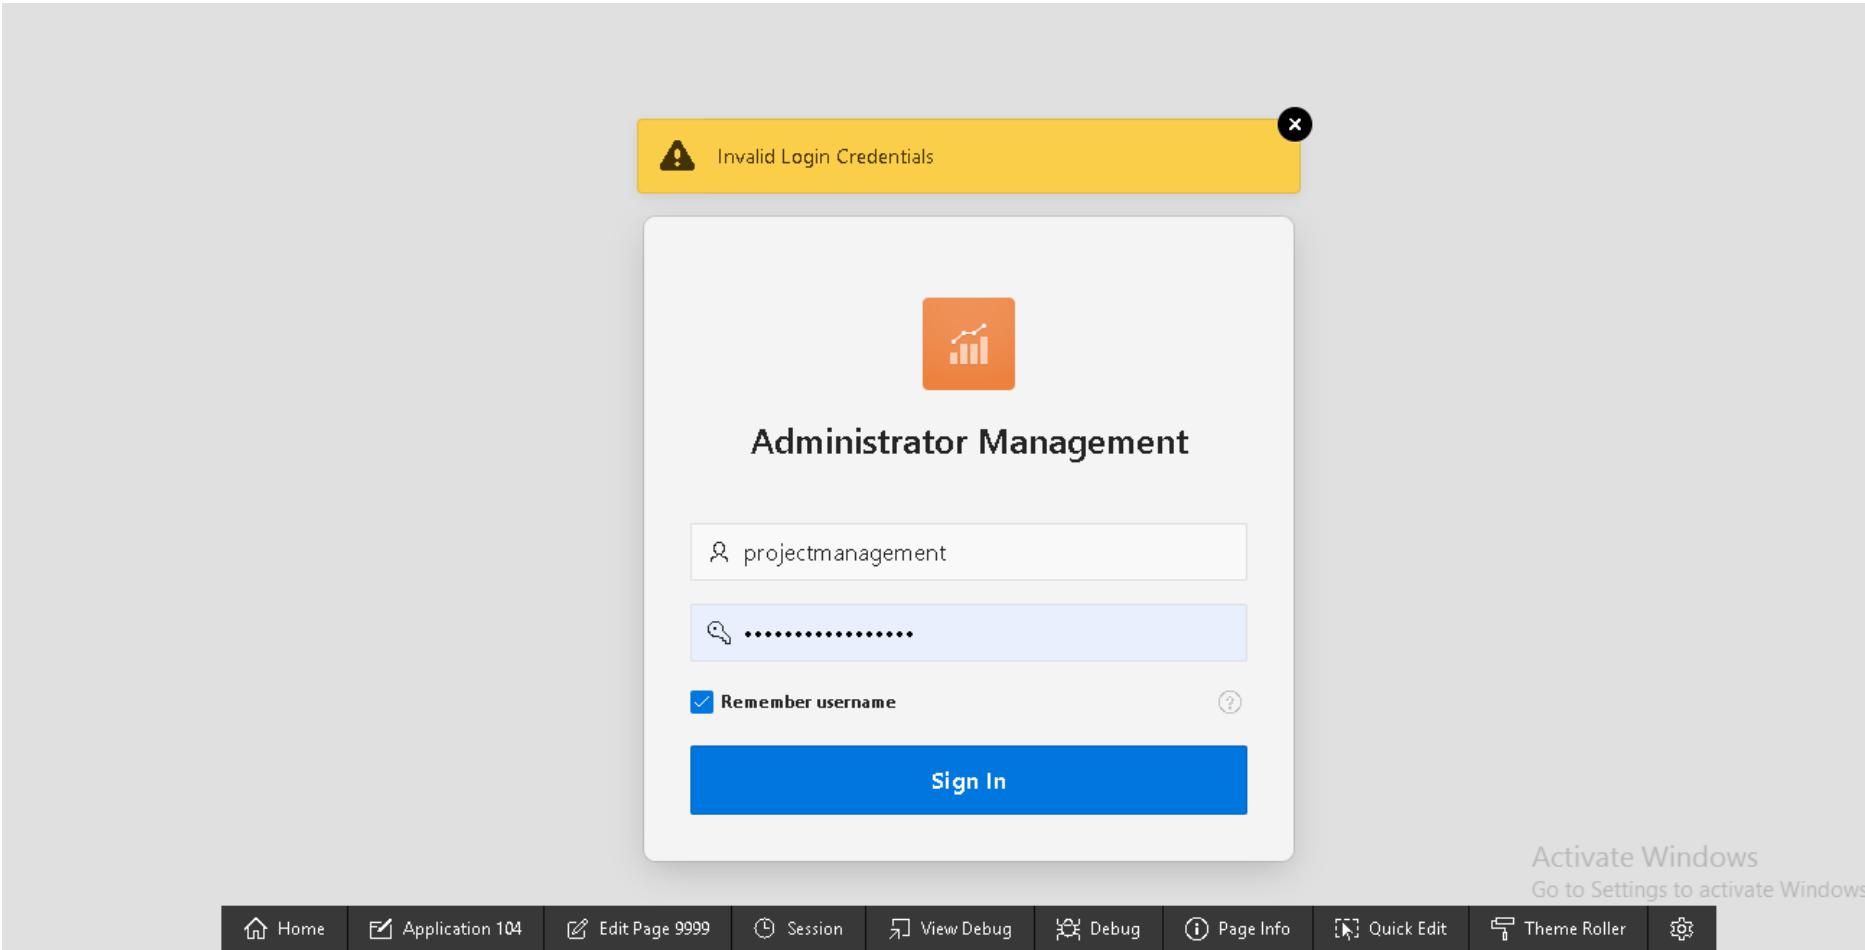 Invalid Login Credentials
Administrator Management
projectmanagement
•••••••••••••••••
Remember username
Sign In
Activate Windows
Go to Settings to activate Windows
Home Application 104 Edit Page 9999 Session View Debug Debug Page Info Quick Edit Theme Roller